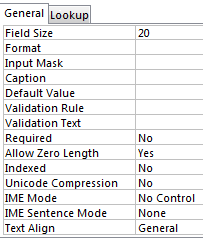 General Lookup
Field Size 20
Format
Input Mask
Caption
Default Value
Validation Rule
Validation Text
Required No
Allow Zero Length Yes
Indexed No
Unicode Compression No
IME Mode No Control
IME Sentence Mode None
Text Align General